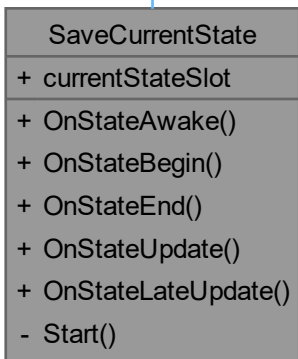 SaveCurrentState
+ currentStateSlot
+ OnStateAwake()
+ OnStateBegin()
+ OnStateEnd()
+ OnStateUpdate()
+ OnStateLateUpdate()
- Start()